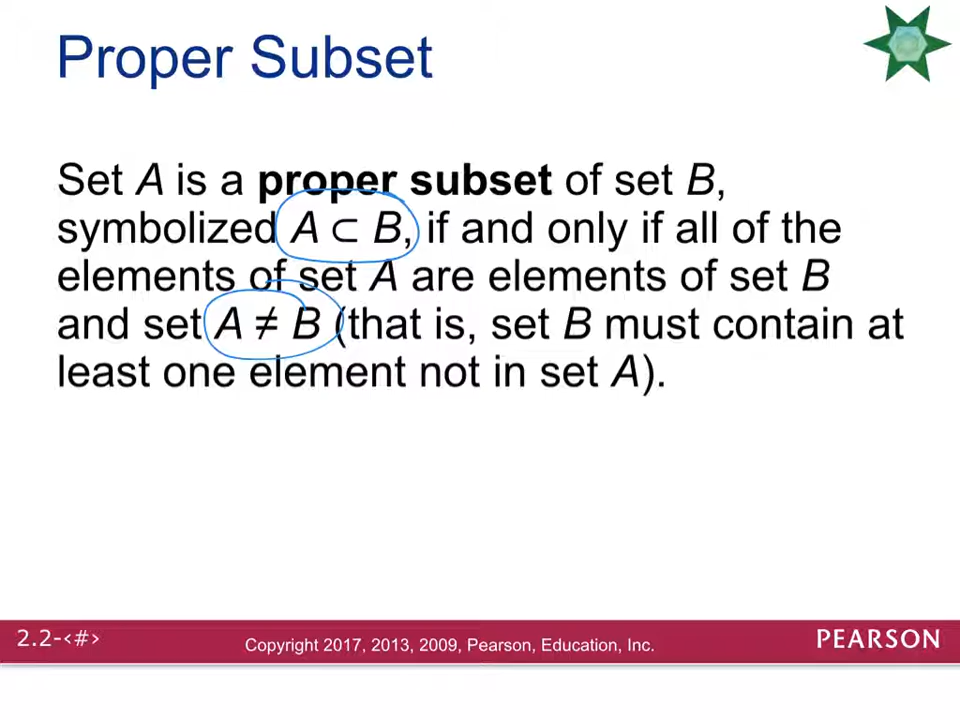 Proper Subset
Set A is a proper subset of set B,
symbolized A ⊂ B, if and only if all of the
elements of set A are elements of set B
and set A ≠ B (that is, set B must contain at
least one element not in set A).
2.2-‹#›
Copyright 2017, 2013, 2009, Pearson, Education, Inc.
PEARSON